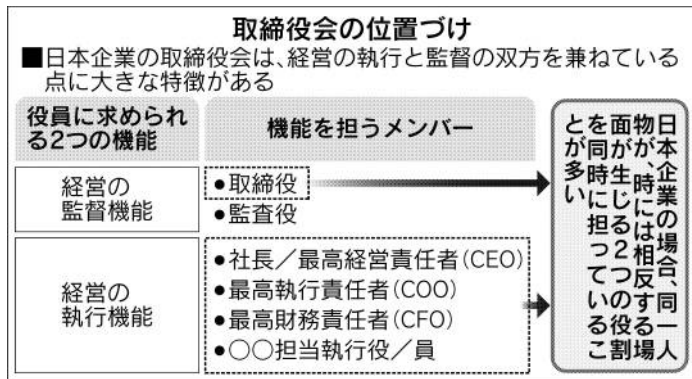 取締役会の位置づけ
■日本企業の取締役会は、経営の執行と監督の双方を兼ねている
点に大きな特徴がある
役員に求められ
る2つの機能
機能を担うメンバー
経営の
監督機能
●取締役
●監査役
経営の
執行機能
●社長／最高経営責任者(CEO)
●最高執行責任者(COO)
●最高財務責任者(CFO)
●○○担当執行役／員
日本企業の場合、同一人
物が、時には相反する場
面が生じる2つの役割
を同時に担っているこ
とが多い